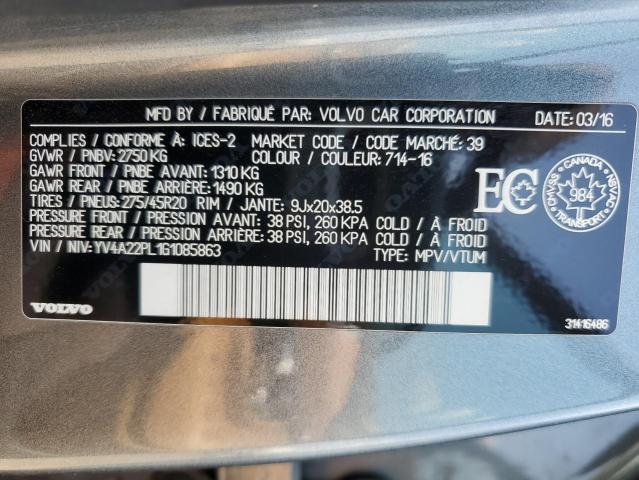 MFD BY / FABRIQUÉ PAR: VOLVO CAR CORPORATION DATE: 03/16
COMPLIES / CONFORME À: ICES-2 MARKET CODE / CODE MARCHÉ: 39
GVWR / PNBV: 2750 KG COLOUR / COULEUR: 714-16
GAWR FRONT / PNBE AVANT: 1310 KG
GAWR REAR / PNBE ARRIÈRE: 1490 KG
TIRES / PNEUS: 275/45R20 RIM / JANTE: 9Jx20x38.5
PRESSURE FRONT / PRESSION AVANT: 38 PSI, 260 KPA COLD / À FROID
PRESSURE REAR / PRESSION ARRIÈRE: 38 PSI, 260 KPA COLD / À FROID
VIN / NIV: YV4A22PL1G1085863 TYPE: MPV/VTUM
EC
CANADA
CMVSS
984
NSVAC
TRANSPORT
VOLVO
31416486